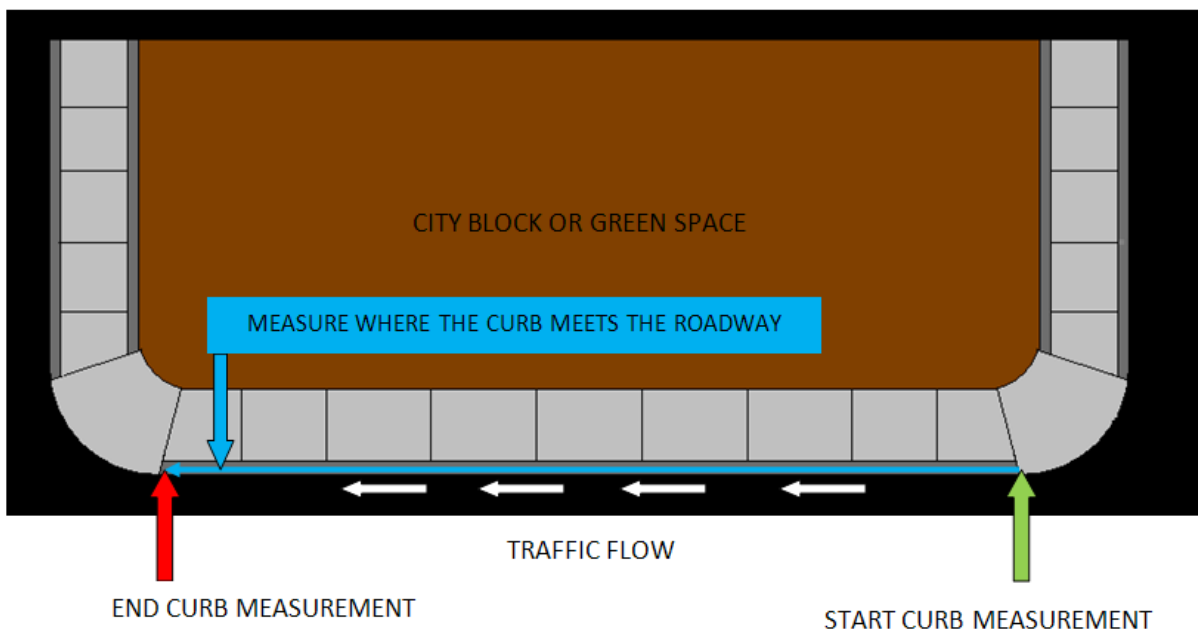 CITY BLOCK OR GREEN SPACE
MEASURE WHERE THE CURB MEETS THE ROADWAY
TRAFFIC FLOW
END CURB MEASUREMENT
START CURB MEASUREMENT